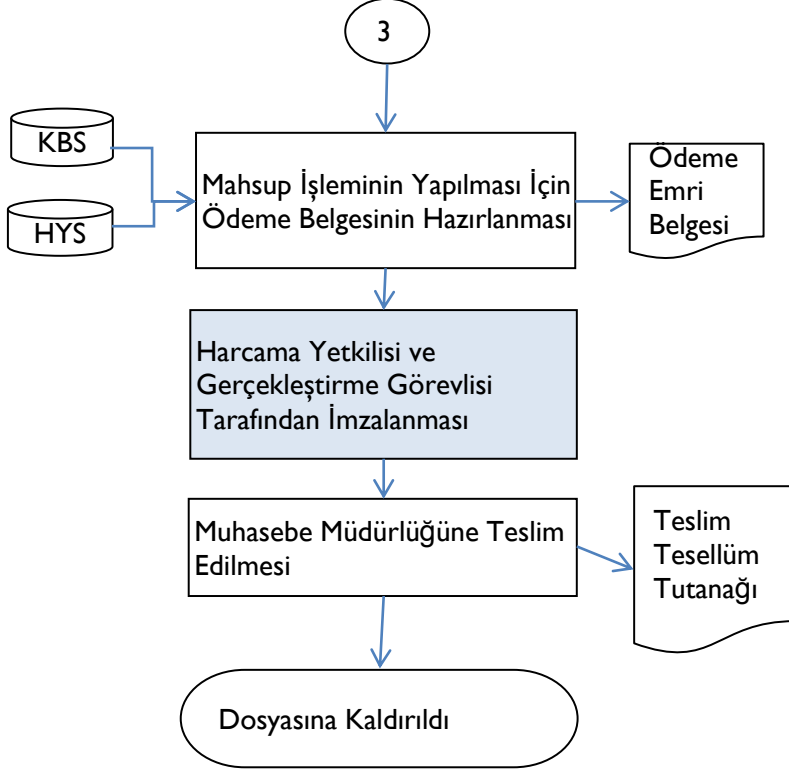 3
KBS
HYS
Mahsup İşleminin Yapılması İçin
Ödeme Belgesinin Hazırlanması
Ödeme
Emri
Belgesi
Harcama Yetkilisi ve
Gerçekleştirme Görevlisi
Tarafından İmzalanması
Muhasebe Müdürlüğüne Teslim
Edilmesi
Teslim
Tesellüm
Tutanağı
Dosyasına Kaldırıldı